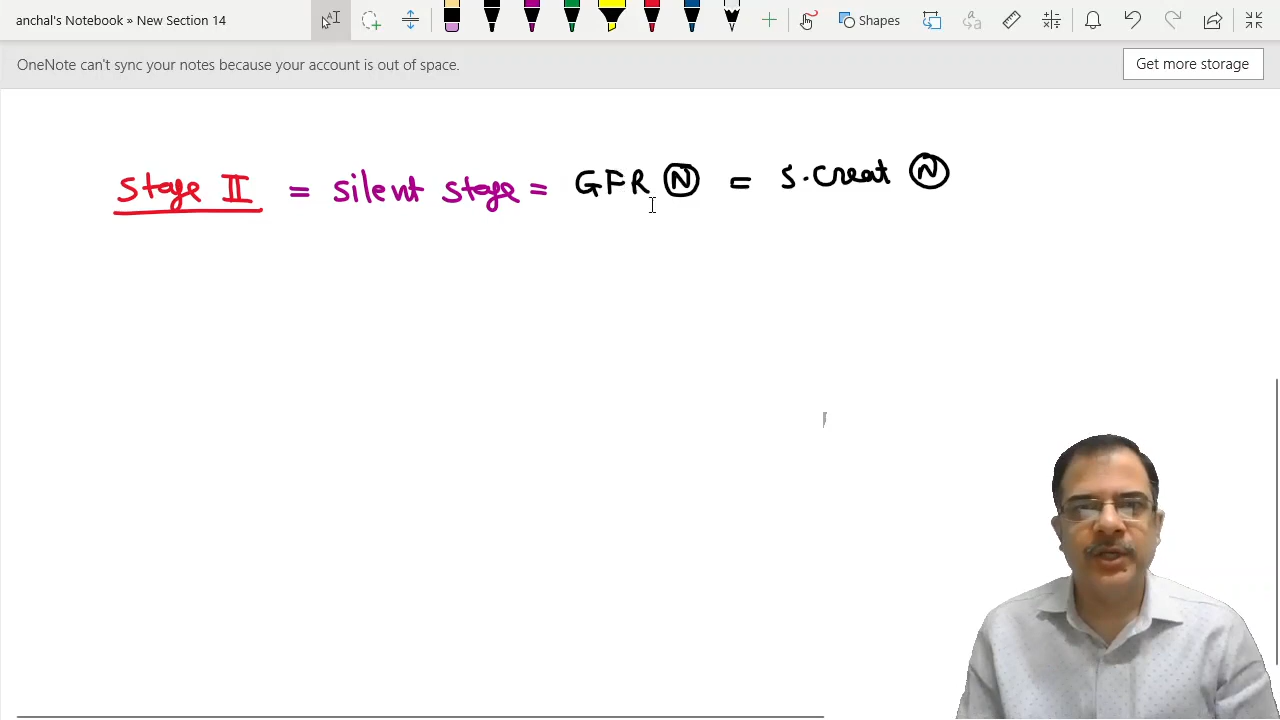 anchal's Notebook » New Section 14
Shapes
OneNote can't sync your notes because your account is out of space.
Get more storage
Stage II = silent stage = GFR N = S.Creat N